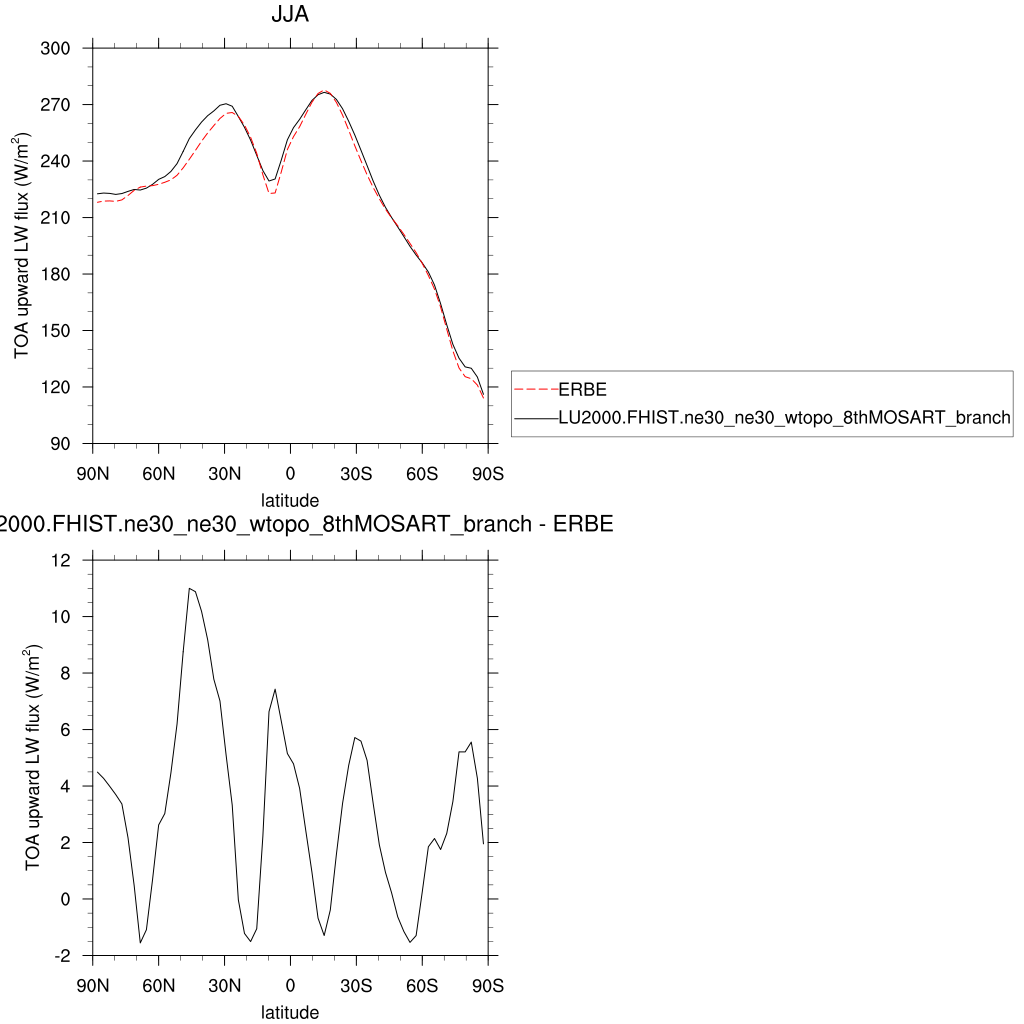 JJA
300
270
240
210
180
150
120
90
TOA upward LW flux (W/m²)
90N 60N 30N 0 30S 60S 90S
latitude
ERBE
LU2000.FHIST.ne30_ne30_wtopo_8thMOSART_branch
2000.FHIST.ne30_ne30_wtopo_8thMOSART_branch - ERBE
12
10
8
6
4
2
0
-2
TOA upward LW flux (W/m²)
90N 60N 30N 0 30S 60S 90S
latitude